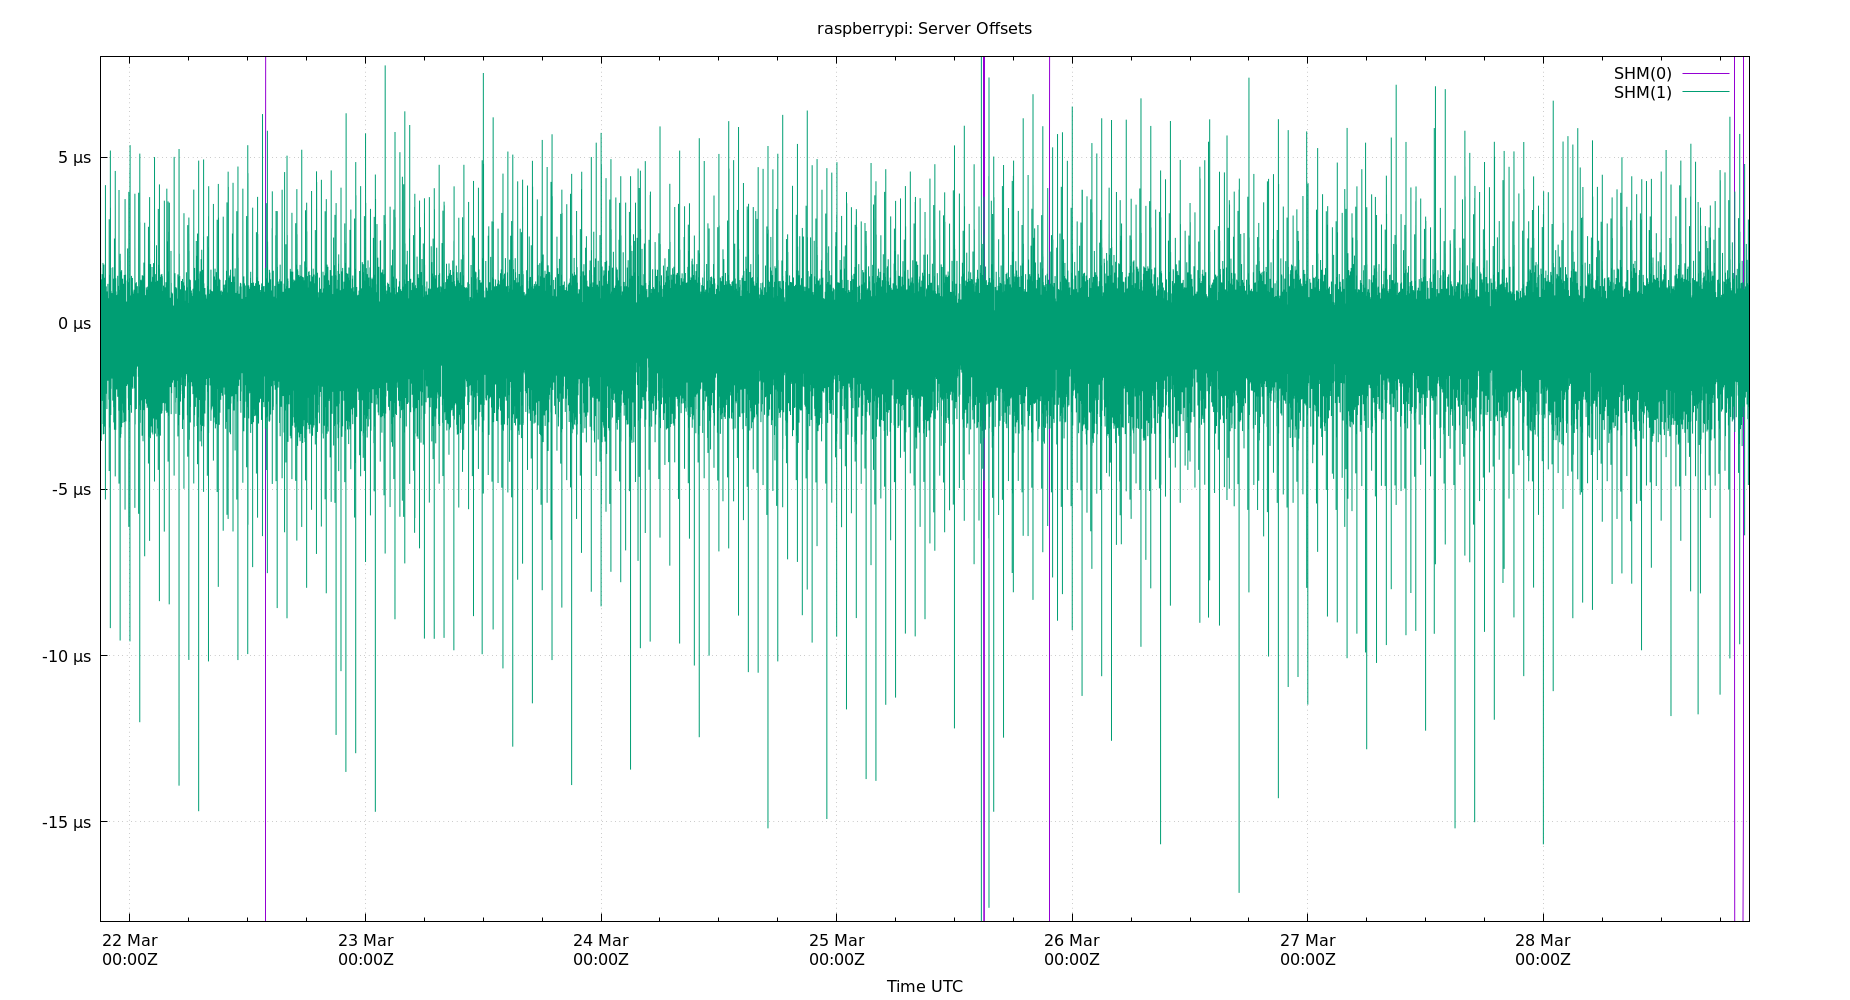 raspberrypi: Server Offsets
SHM(0)
SHM(1)
5 µs
0 µs
-5 µs
-10 µs
-15 µs
22 Mar 23 Mar 24 Mar 25 Mar 26 Mar 27 Mar 28 Mar
00:00Z 00:00Z 00:00Z 00:00Z 00:00Z 00:00Z 00:00Z
Time UTC